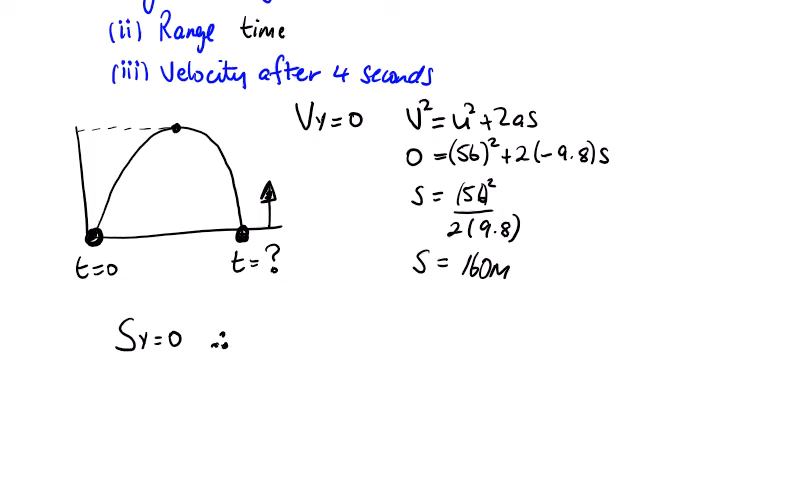 (ii) Range time
(iii) Velocity after 4 seconds
Vy=0
V²=u²+2as
0 =(56)²+2(-9.8)s
S = (56)²
2(9.8)
S = 160m
t=0
t=?
Sy=0 ∴